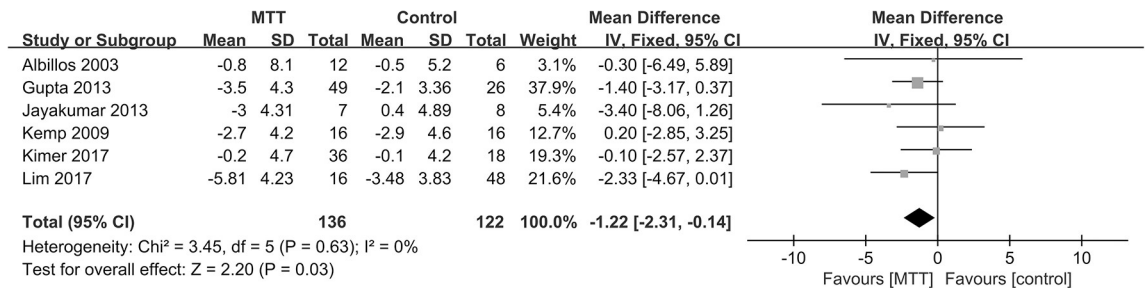 MTT Control Mean Difference Mean Difference
Study or Subgroup Mean SD Total Mean SD Total Weight IV, Fixed, 95% CI IV, Fixed, 95% CI
Albillos 2003 -0.8 8.1 12 -0.5 5.2 6 3.1% -0.30 [-6.49, 5.89]
Gupta 2013 -3.5 4.3 49 -2.1 3.36 26 37.9% -1.40 [-3.17, 0.37]
Jayakumar 2013 -3 4.31 7 0.4 4.89 8 5.4% -3.40 [-8.06, 1.26]
Kemp 2009 -2.7 4.2 16 -2.9 4.6 16 12.7% 0.20 [-2.85, 3.25]
Kimer 2017 -0.2 4.7 36 -0.1 4.2 18 19.3% -0.10 [-2.57, 2.37]
Lim 2017 -5.81 4.23 16 -3.48 3.83 48 21.6% -2.33 [-4.67, 0.01]
Total (95% CI) 136 122 100.0% -1.22 [-2.31, -0.14]
Heterogeneity: Chi² = 3.45, df = 5 (P = 0.63); I² = 0%
Test for overall effect: Z = 2.20 (P = 0.03)
-10 -5 0 5 10
Favours [MTT] Favours [control]